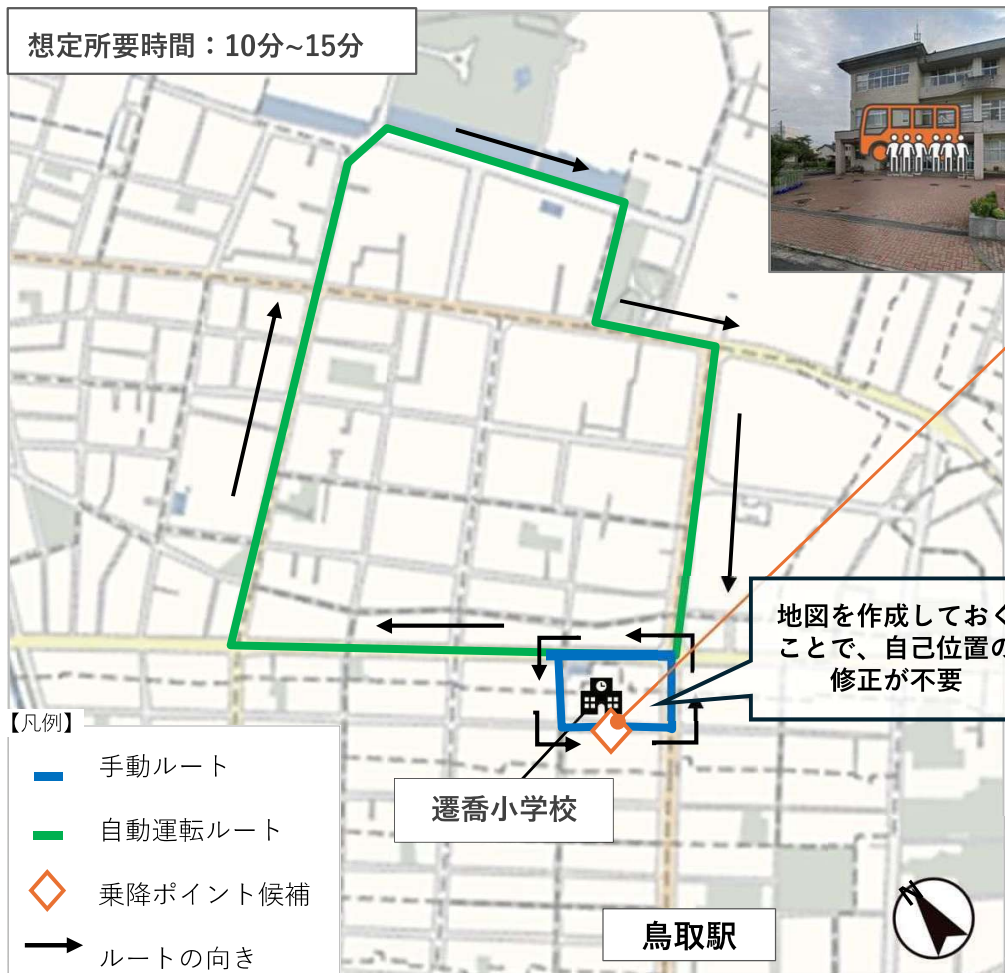 想定所要時間：10分~15分
地図を作成しておく
ことで、自己位置の
修正が不要
【凡例】
手動ルート
自動運転ルート
乗降ポイント候補
ルートの向き
遷喬小学校
鳥取駅
N